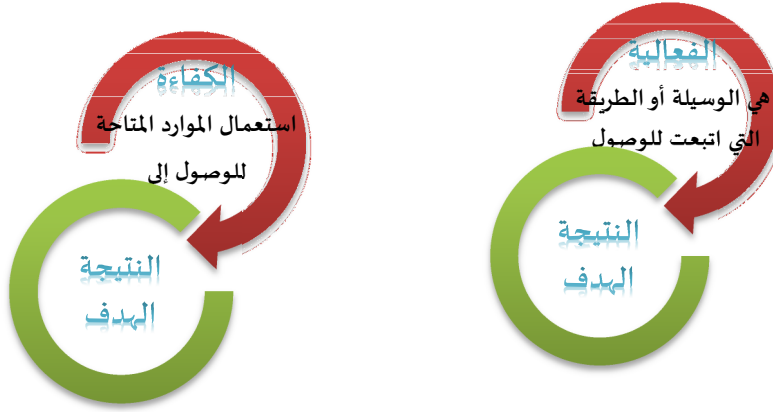 الفعالية
هي الوسيلة أو الطريقة
التي اتبعت للوصول
النتيجة
الهدف
الكفاءة
استعمال الموارد المتاحة
للوصول إلى
النتيجة
الهدف